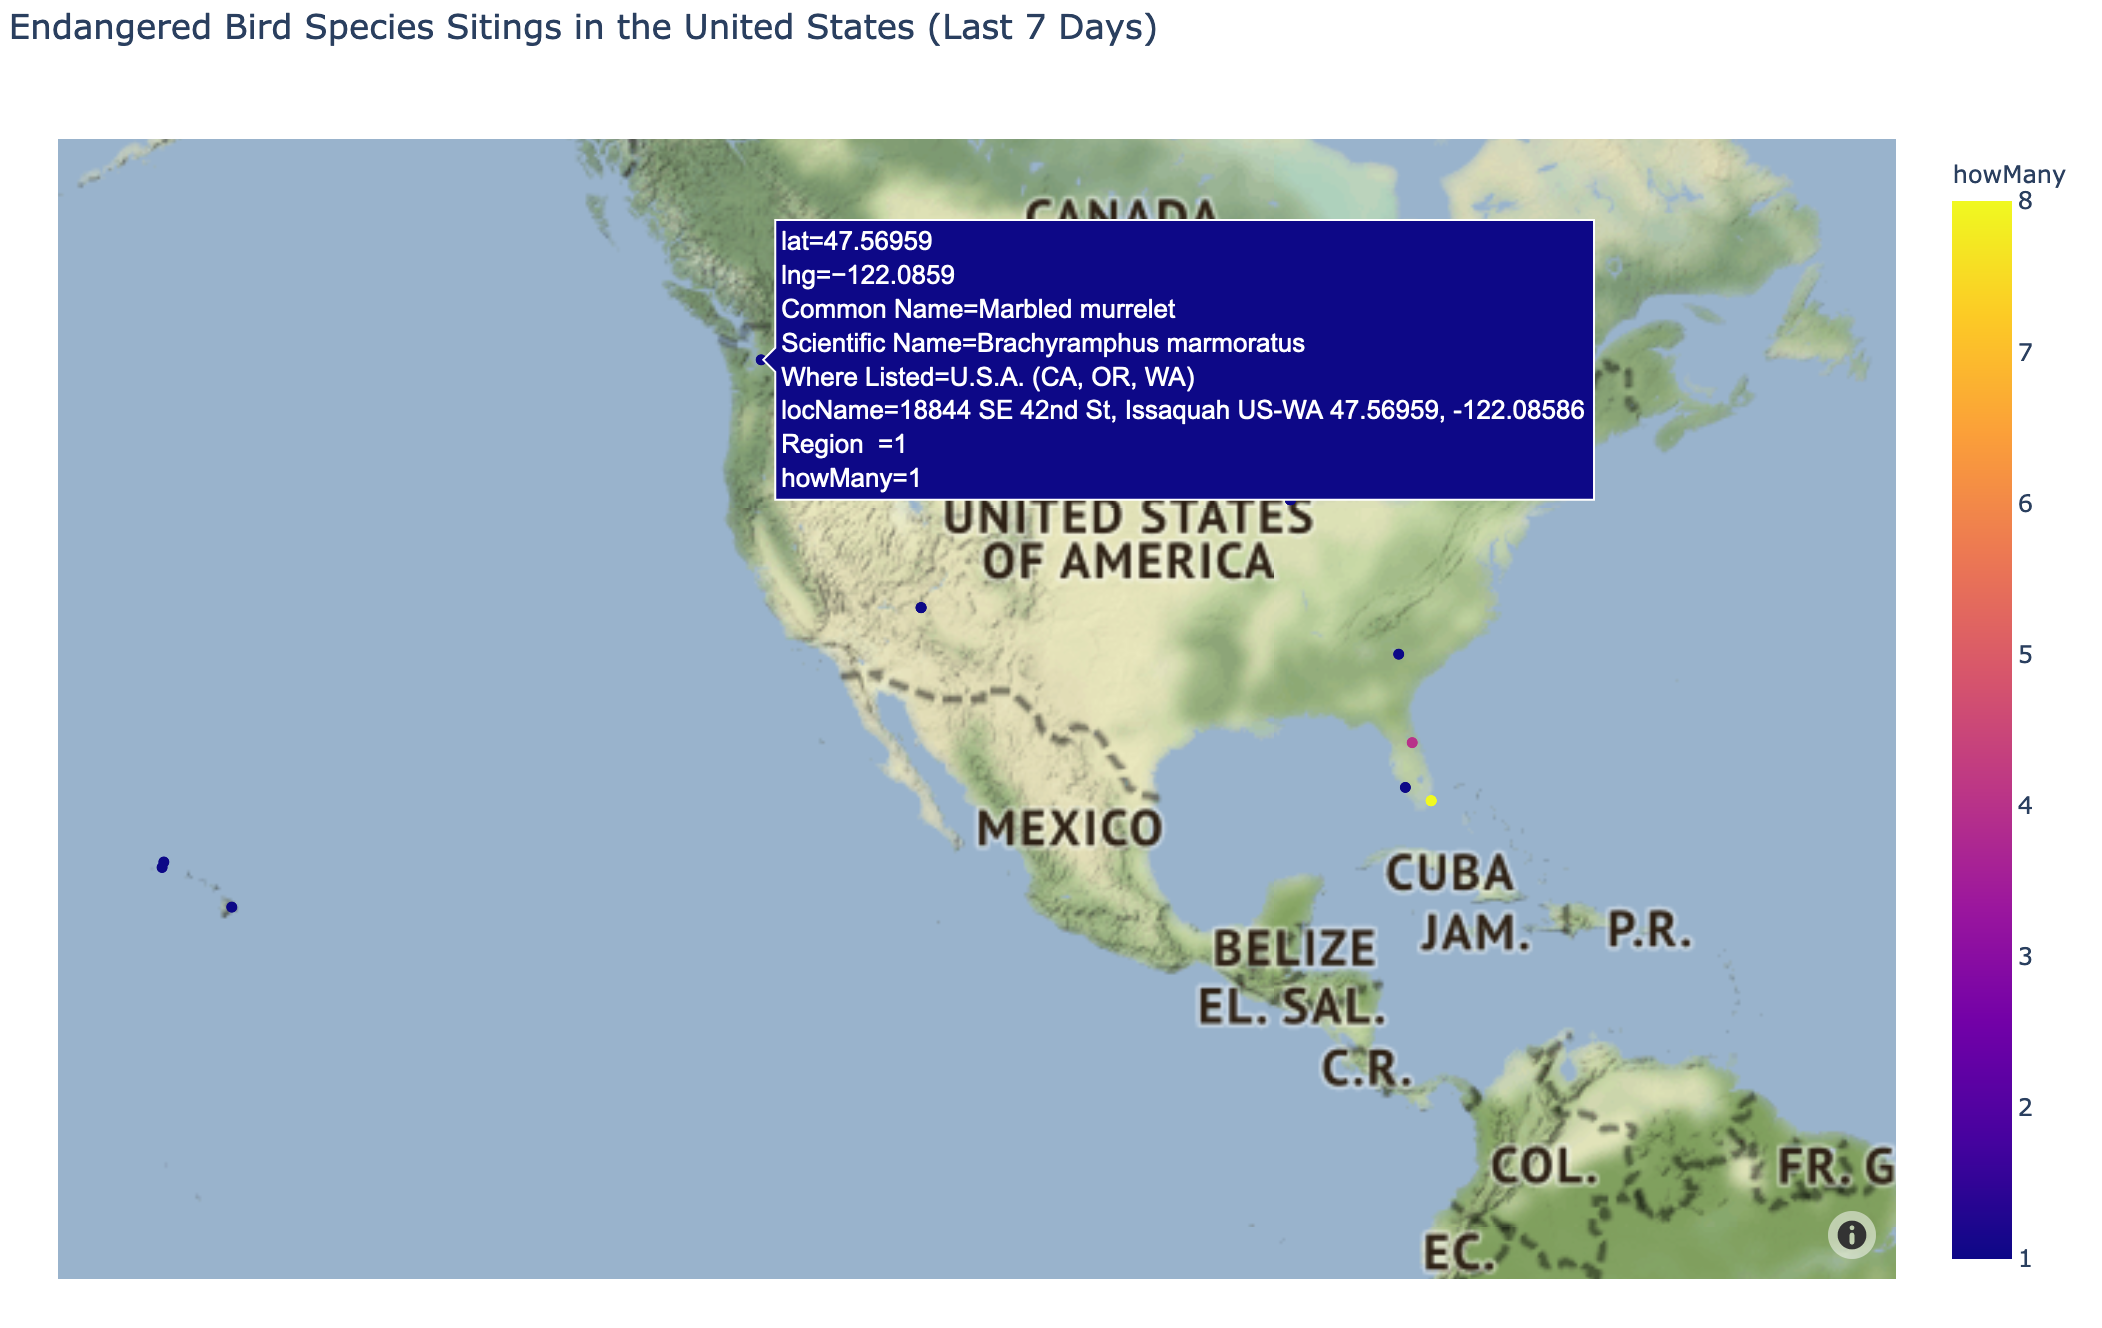 Endangered Bird Species Sitings in the United States (Last 7 Days)
howMany
8
7
6
5
4
3
2
1
CANADA
lat=47.56959
lng=−122.0859
Common Name=Marbled murrelet
Scientific Name=Brachyramphus marmoratus
Where Listed=U.S.A. (CA, OR, WA)
locName=18844 SE 42nd St, Issaquah US-WA 47.56959, -122.08586
Region  =1
howMany=1
UNITED STATES
OF AMERICA
MEXICO
CUBA
JAM.
P.R.
BELIZE
EL. SAL.
C.R.
COL.
FR. G
EC.